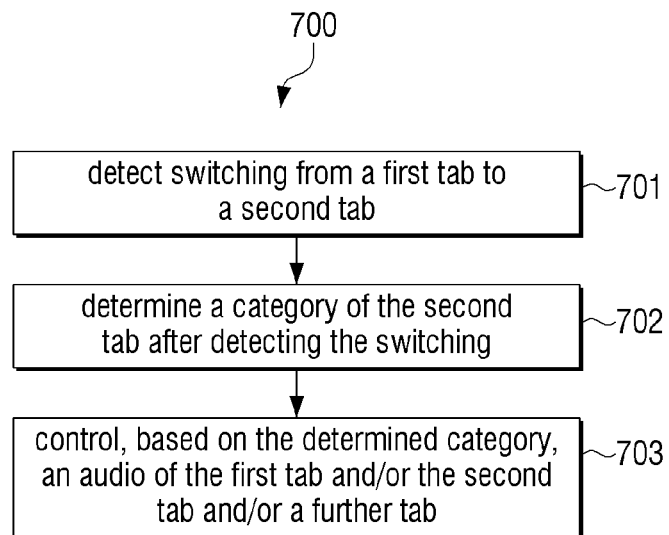 700
detect switching from a first tab to
a second tab
701
determine a category of the second
tab after detecting the switching
702
control, based on the determined category,
an audio of the first tab and/or the second
tab and/or a further tab
703